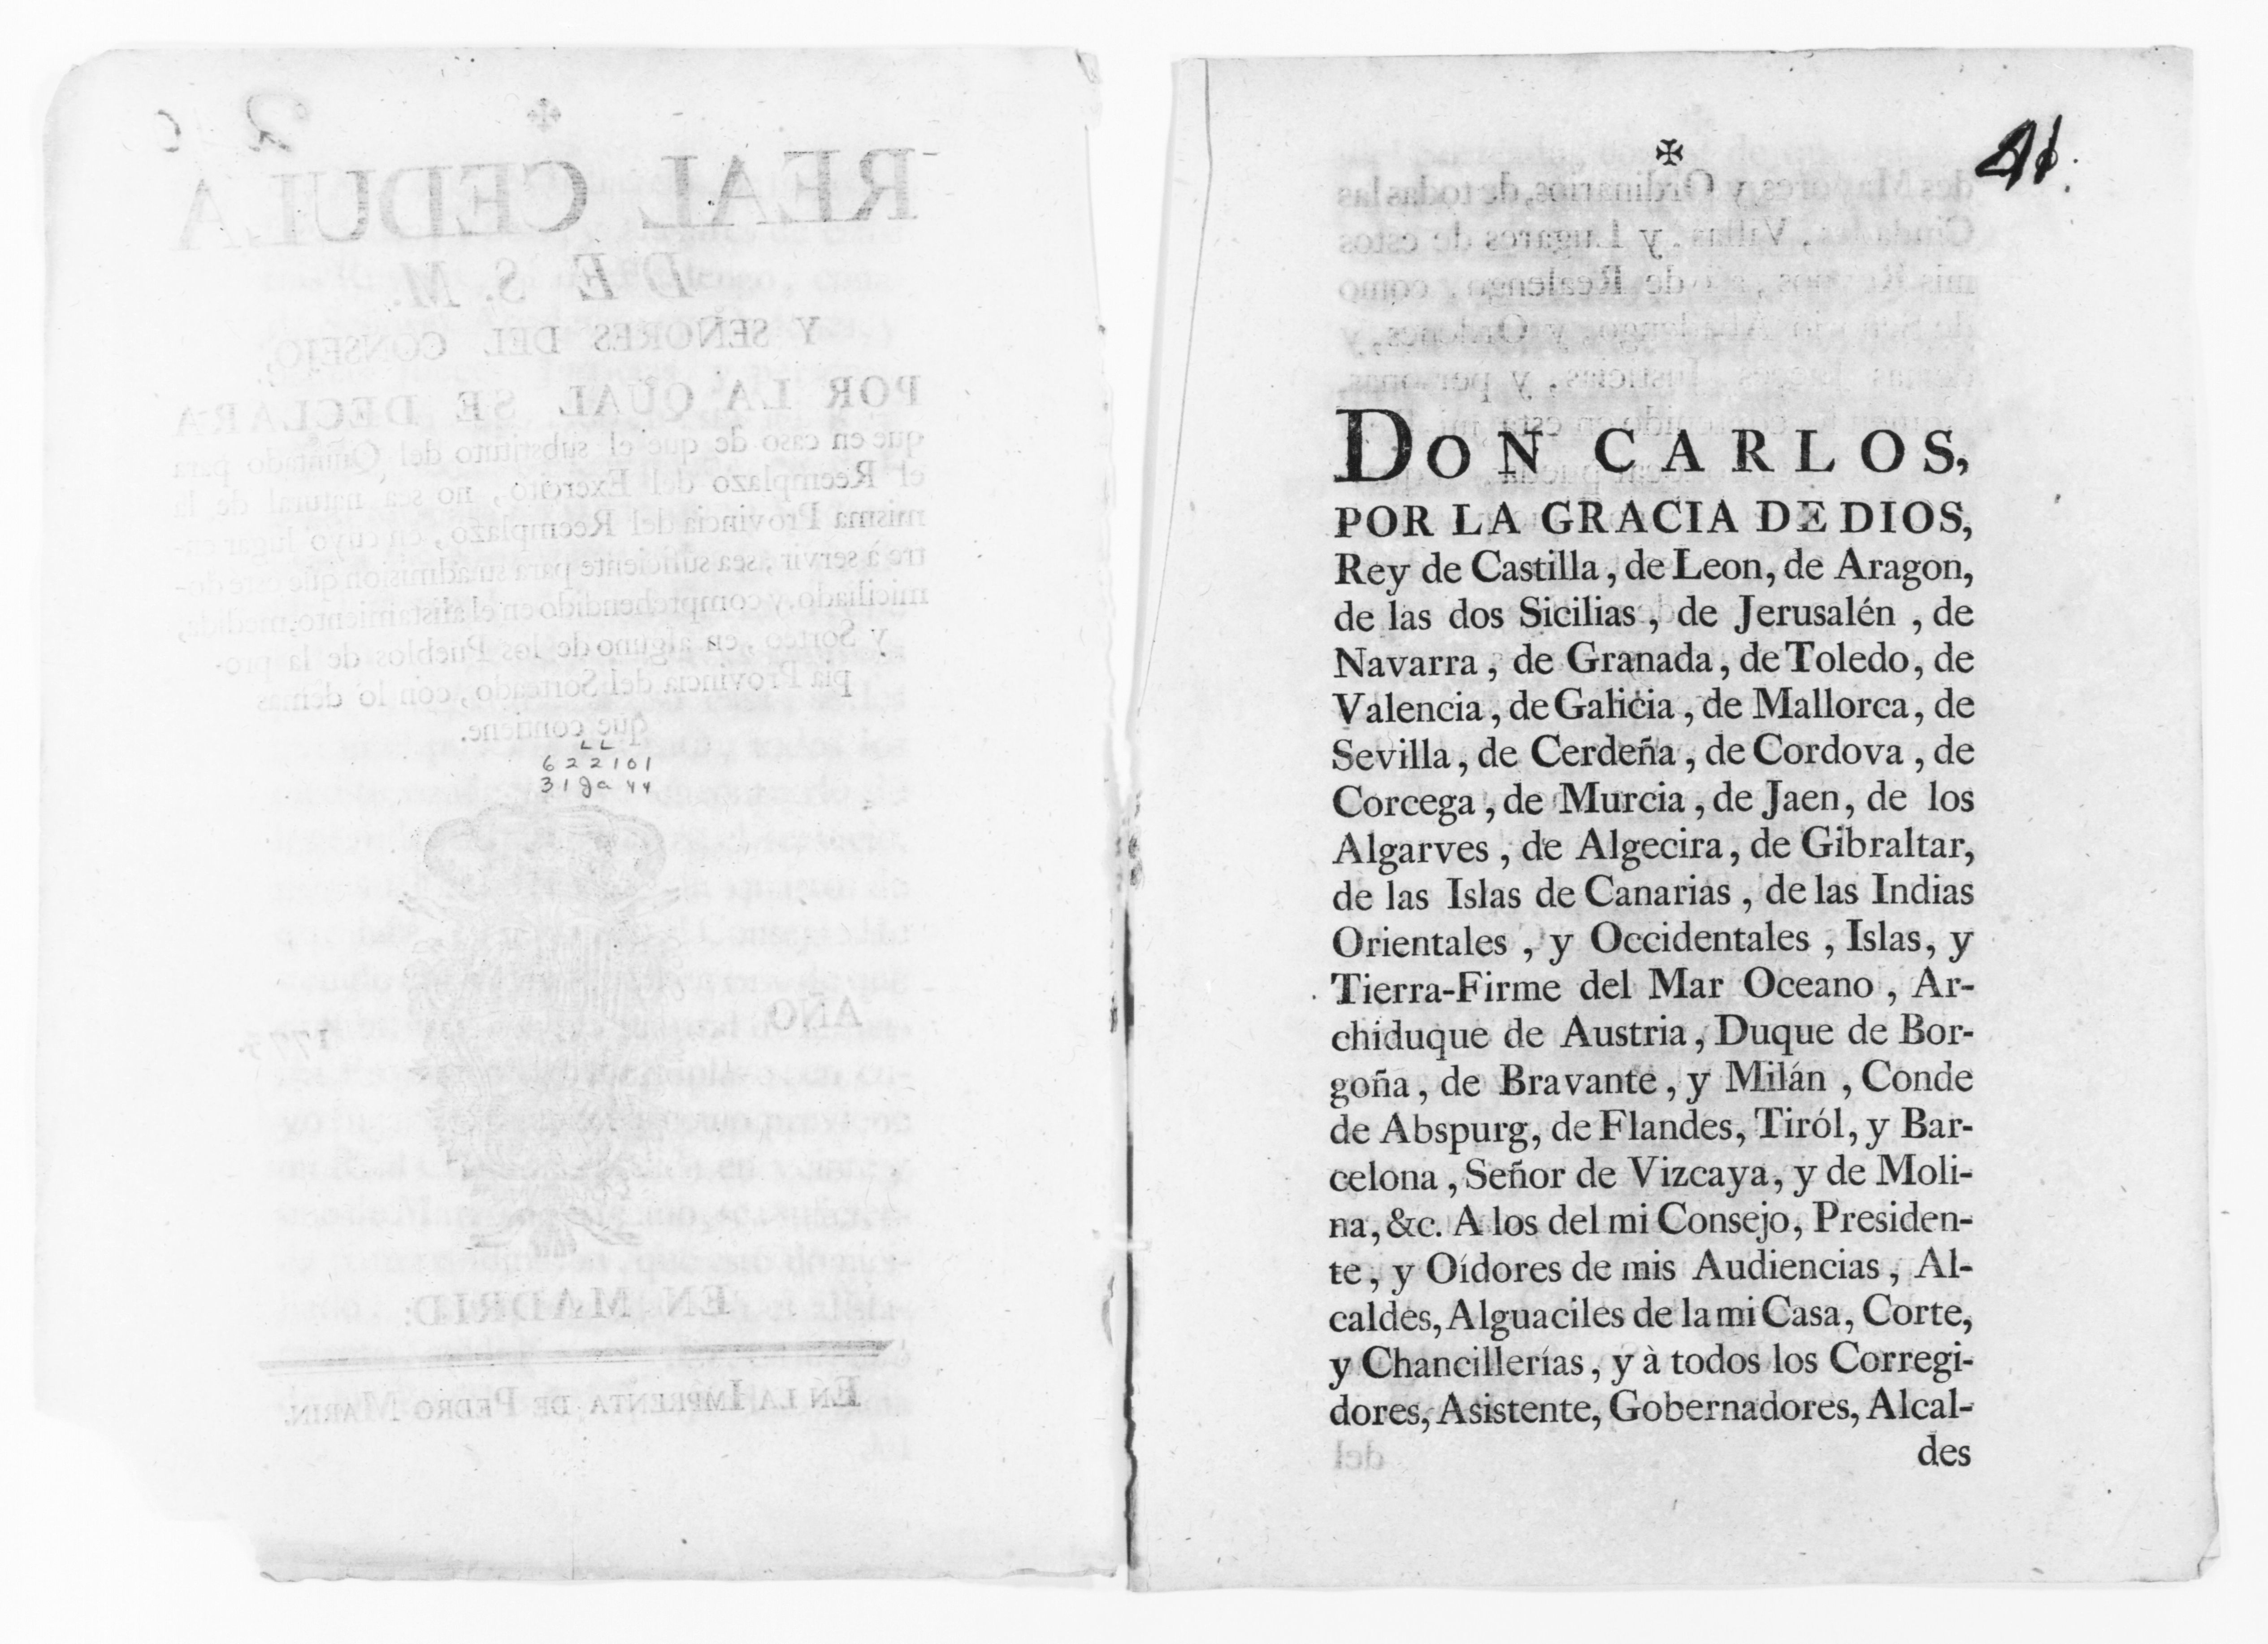 REAL CEDULA
DE S. M.
Y SEÑORES DEL CONSEJO,
POR LA QUAL SE DECLARA
que en caso de que el substituto del Quintado para
el Reemplazo del Exercito, no sea natural de la
misma Provincia del Reemplazo, en cuyo lugar en-
tre à servir, sea suficiente para su admision que esté do-
miciliado, y comprehendido en el alistamiento, medida,
y Sorteo, en alguno de los Pueblos de la pro-
pia Provincia del Sorteado, con lo demás
que contiene.
622101
AÑO 1775.
EN MADRID:
EN LA IMPRENTA DE PEDRO MARIN.
✠
DON CARLOS,
POR LA GRACIA DE DIOS,
Rey de Castilla, de Leon, de Aragon,
de las dos Sicilias, de Jerusalén, de
Navarra, de Granada, de Toledo, de
Valencia, de Galicia, de Mallorca, de
Sevilla, de Cerdeña, de Cordova, de
Corcega, de Murcia, de Jaen, de los
Algarves, de Algecira, de Gibraltar,
de las Islas de Canarias, de las Indias
Orientales, y Occidentales, Islas, y
Tierra-Firme del Mar Oceano, Ar-
chiduque de Austria, Duque de Bor-
goña, de Bravante, y Milán, Conde
de Abspurg, de Flandes, Tiról, y Bar-
celona, Señor de Vizcaya, y de Moli-
na, &c. A los del mi Consejo, Presiden-
te, y Oídores de mis Audiencias, Al-
caldes, Alguaciles de la mi Casa, Corte,
y Chancillerías, y à todos los Corregi-
dores, Asistente, Gobernadores, Alcal-
des